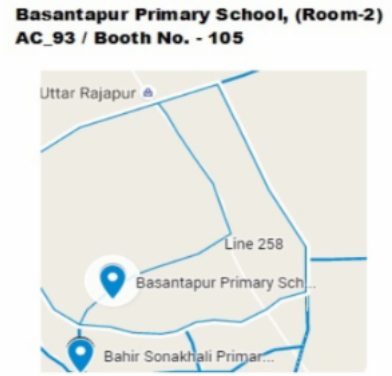 Basantapur Primary School, (Room-2)
AC_93 / Booth No. - 105
Uttar Rajapur
Line 258
Basantapur Primary Sch...
Bahir Sonakhali Primar...